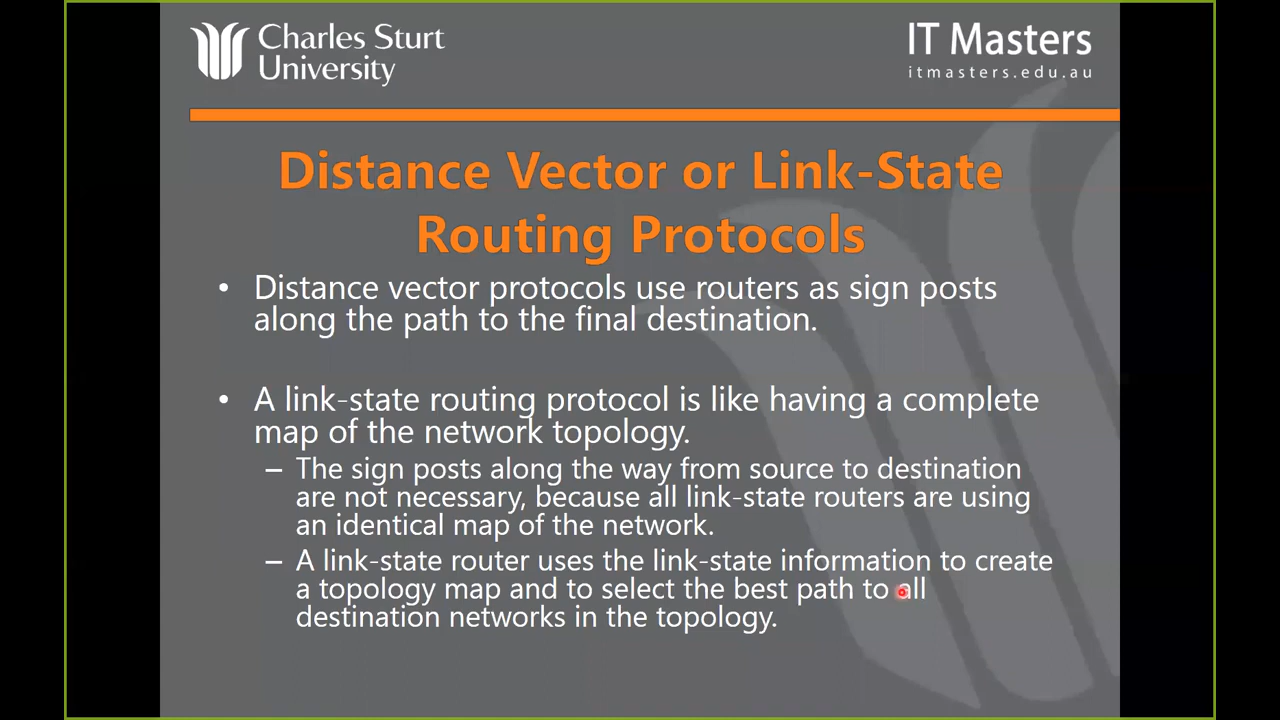 Charles Sturt
University
IT Masters
itmasters.edu.au
Distance Vector or Link-State
Routing Protocols
• Distance vector protocols use routers as sign posts
along the path to the final destination.
• A link-state routing protocol is like having a complete
map of the network topology.
– The sign posts along the way from source to destination
are not necessary, because all link-state routers are using
an identical map of the network.
– A link-state router uses the link-state information to create
a topology map and to select the best path to all
destination networks in the topology.